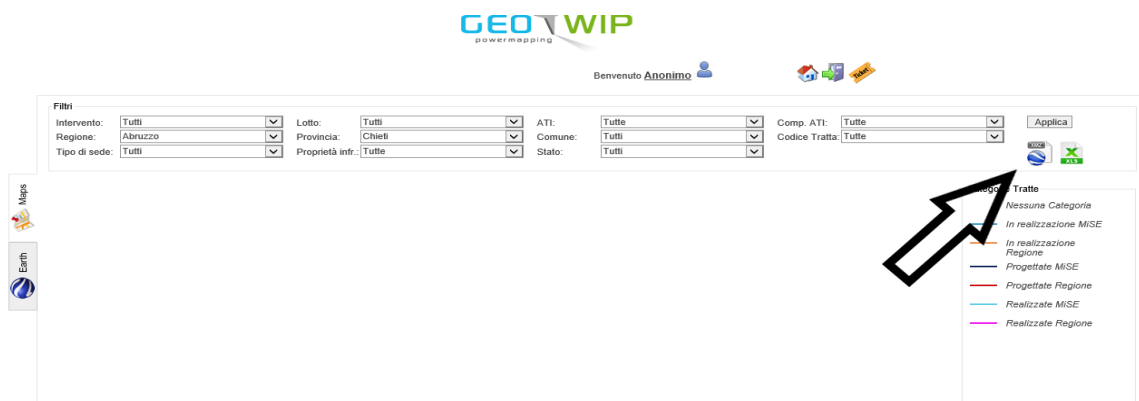 GEO WIP
powermapping
Benvenuto Anonimo
Ticket
Filtri
Intervento: Tutti Lotto: Tutti ATI: Tutte Comp. ATI: Tutte Applica
Regione: Abruzzo Provincia: Chieti Comune: Tutti Codice Tratta: Tutte
Tipo di sede: Tutti Proprietà infr.: Tutte Stato: Tutti
KMZ XLS
Maps
Tratte
Nessuna Categoria
In realizzazione MiSE
In realizzazione
Regione
Earth
Progettate MiSE
Progettate Regione
Realizzate MiSE
Realizzate Regione